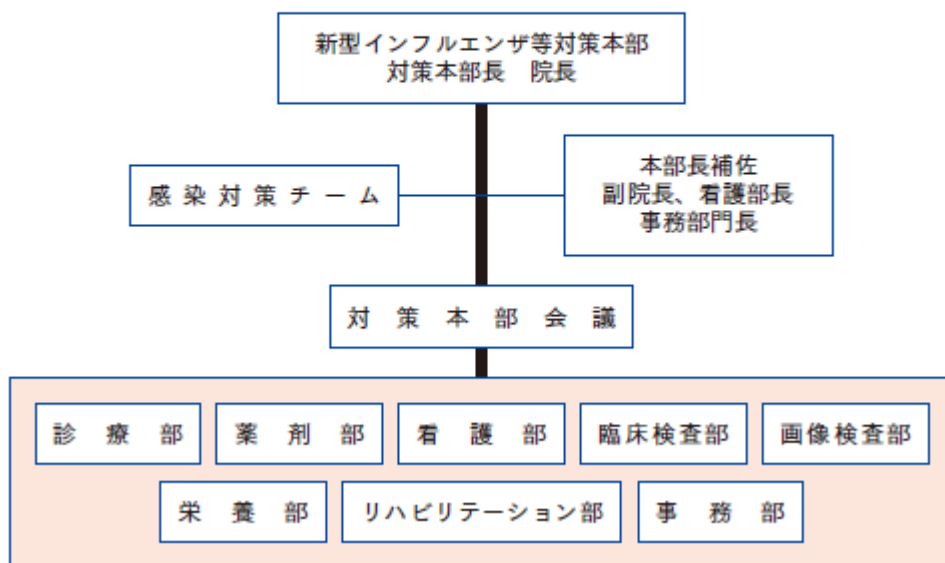 新型インフルエンザ等対策本部
対策本部長　院長
感染対策チーム
本部長補佐
副院長、看護部長
事務部門長
対策本部会議
診療部
薬剤部
看護部
臨床検査部
画像検査部
栄養部
リハビリテーション部
事務部